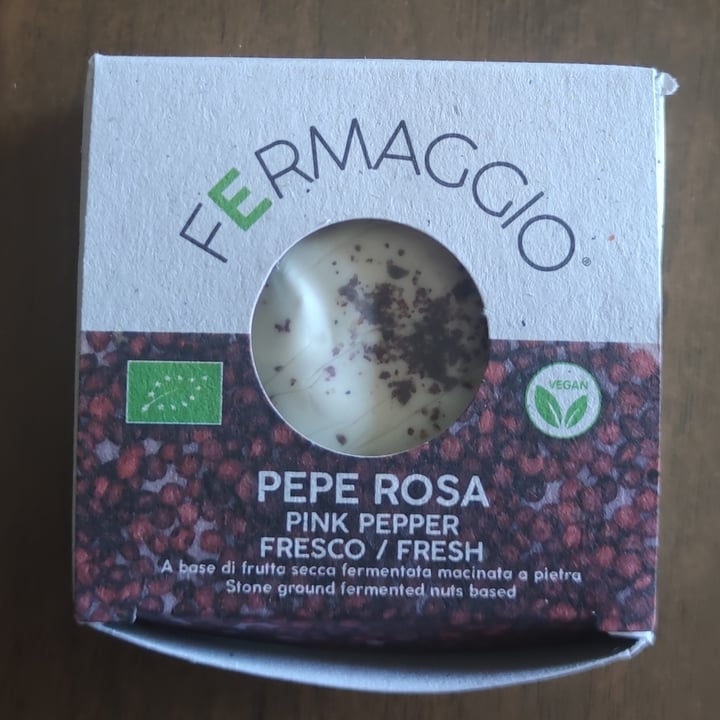 FERMAGGIO®
VEGAN
PEPE ROSA
PINK PEPPER
FRESCO / FRESH
A base di frutta secca fermentata macinata a pietra
Stone ground fermented nuts based